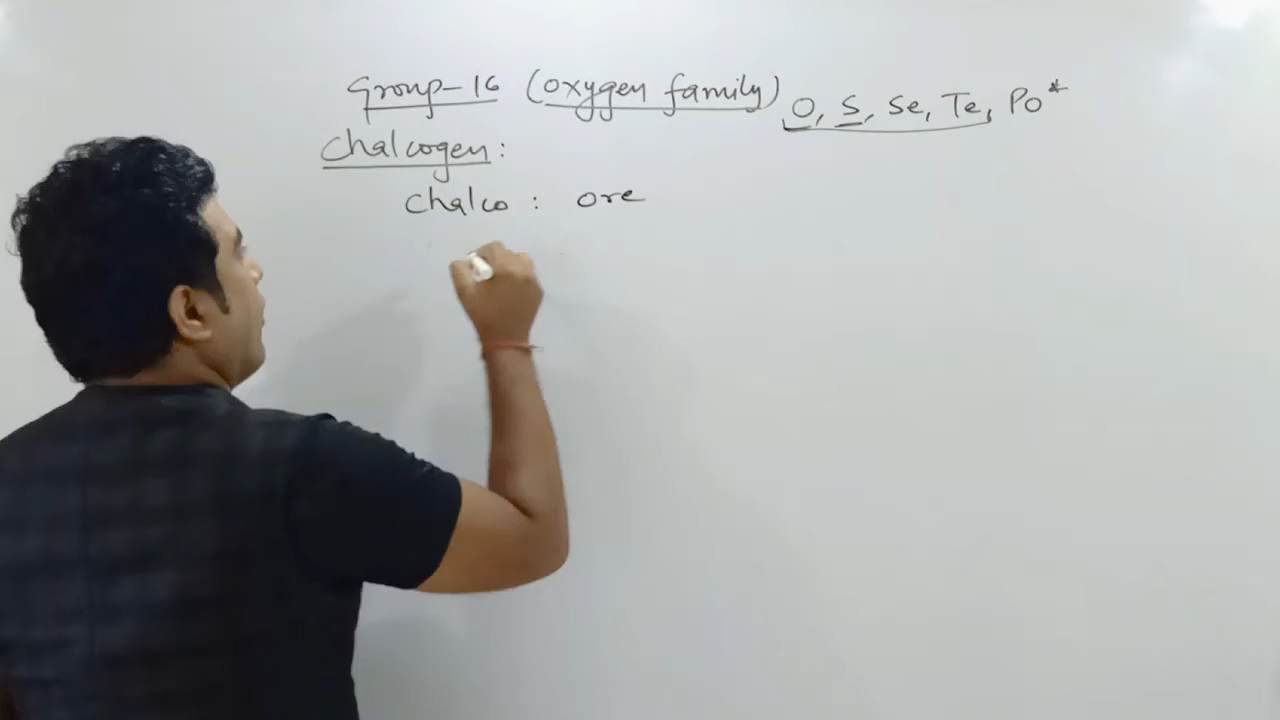 Group-16 (Oxygen family) O, S, Se, Te, Po*
Chalcogen:
Chalco : ore